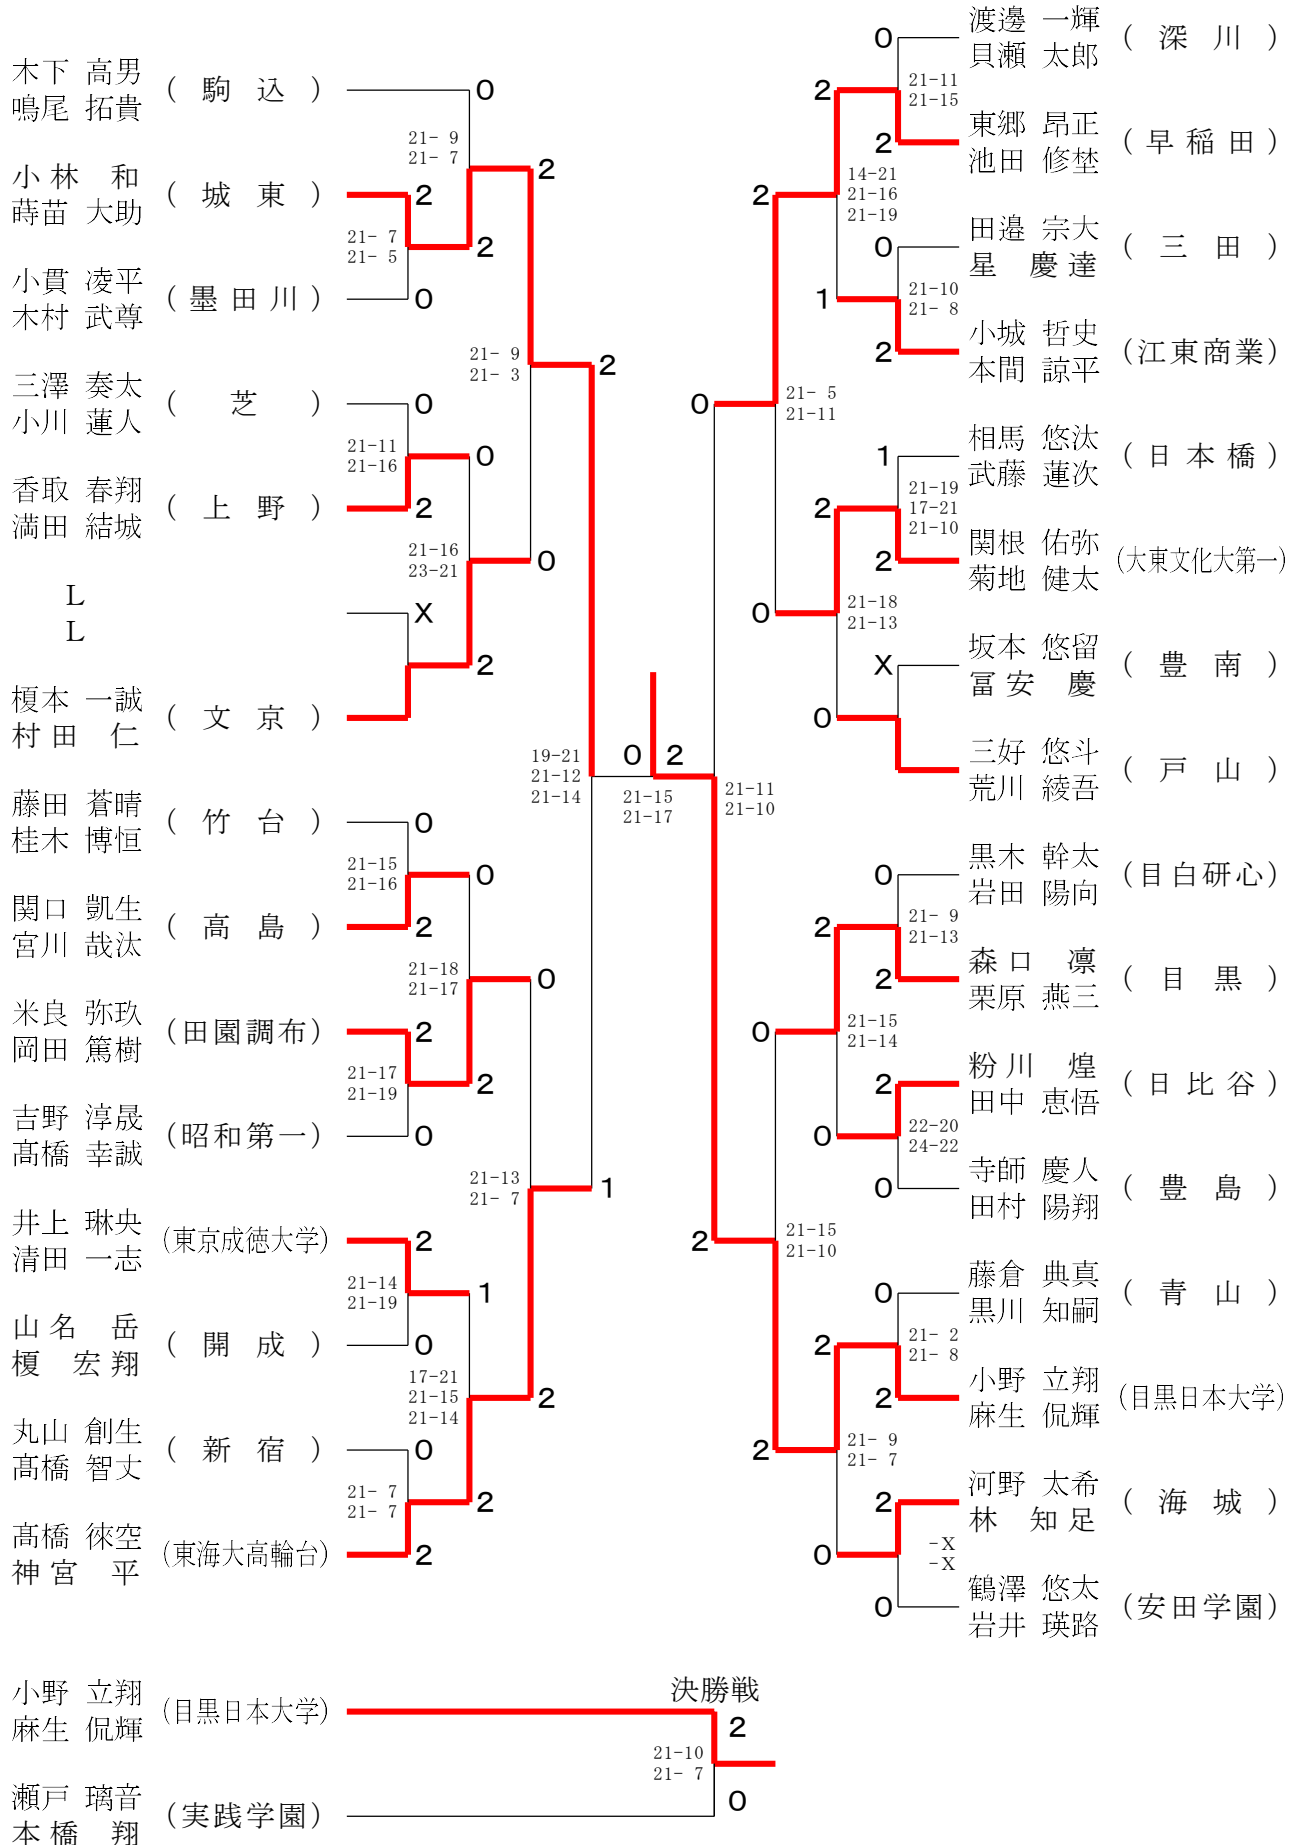 木下 高男
鳴尾 拓貴
( 駒 込 )
0
21- 9
21- 7
2
小林 和
蒔苗 大助
( 城 東 )
2
21- 7
21- 5
2
小貫 凌平
木村 武尊
( 墨 田 川 )
0
21- 9
21- 3
2
三澤 奏太
小川 蓮人
( 芝 )
0
21-11
21-16
0
香取 春翔
満田 結城
( 上 野 )
2
21-16
23-21
0
L
L
X
2
榎本 一誠
村田 仁
( 文 京 )
19-21
21-12
21-14
藤田 蒼晴
桂木 博恒
( 竹 台 )
0
21-15
21-16
0
関口 凱生
宮川 哉汰
( 高 島 )
2
21-18
21-17
0
米良 弥玖
岡田 篤樹
(田園調布)
2
21-17
21-19
2
吉野 淳晟
髙橋 幸誠
(昭和第一)
0
21-13
21- 7
1
井上 琳央
清田 一志
(東京成徳大学)
2
21-14
21-19
1
山名 岳
榎 宏翔
( 開 成 )
0
17-21
21-15
21-14
2
丸山 創生
髙橋 智丈
( 新 宿 )
0
21- 7
21- 7
2
髙橋 徠空
神宮 平
(東海大高輪台)
2
0 2
21-15
21-17
渡邊 一輝
貝瀬 太郎
( 深 川 )
0
21-11
21-15
2
東郷 昂正
池田 修埜
( 早 稲 田 )
2
14-21
21-16
21-19
2
田邉 宗大
星 慶達
( 三 田 )
0
21-10
21- 8
1
小城 哲史
本間 諒平
(江東商業)
2
21- 5
21-11
0
相馬 悠汰
武藤 蓮次
( 日 本 橋 )
1
21-19
17-21
21-10
2
関根 佑弥
菊地 健太
(大東文化大第一)
2
21-18
21-13
0
坂本 悠留
冨安 慶
( 豊 南 )
X
0
三好 悠斗
荒川 綾吾
( 戸 山 )
21-11
21-10
黒木 幹太
岩田 陽向
(目白研心)
0
21- 9
21-13
2
森口 凛
栗原 燕三
( 目 黒 )
2
21-15
21-14
0
粉川 煌
田中 恵悟
( 日 比 谷 )
2
22-20
24-22
0
寺師 慶人
田村 陽翔
( 豊 島 )
0
21-15
21-10
2
藤倉 典真
黒川 知嗣
( 青 山 )
0
21- 2
21- 8
2
小野 立翔
麻生 侃輝
(目黒日本大学)
2
21- 9
21- 7
2
河野 太希
林 知足
( 海 城 )
2
-X
-X
0
鶴澤 悠太
岩井 瑛路
(安田学園)
0
決勝戦
小野 立翔
麻生 侃輝
(目黒日本大学)
2
21-10
21- 7
瀬戸 璃音
本橋 翔
(実践学園)
0